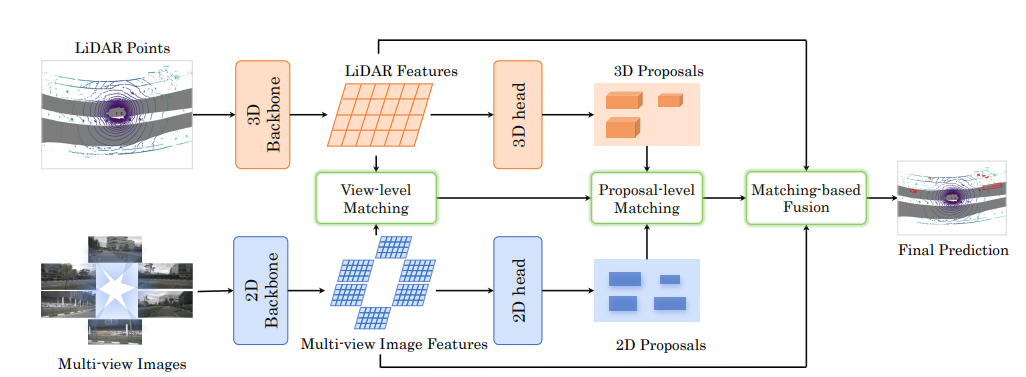 LiDAR Points
3D
Backbone
LiDAR Features
3D head
3D Proposals
View-level
Matching
Proposal-level
Matching
Matching-based
Fusion
Final Prediction
2D
Backbone
Multi-view Images
Multi-view Image Features
2D head
2D Proposals